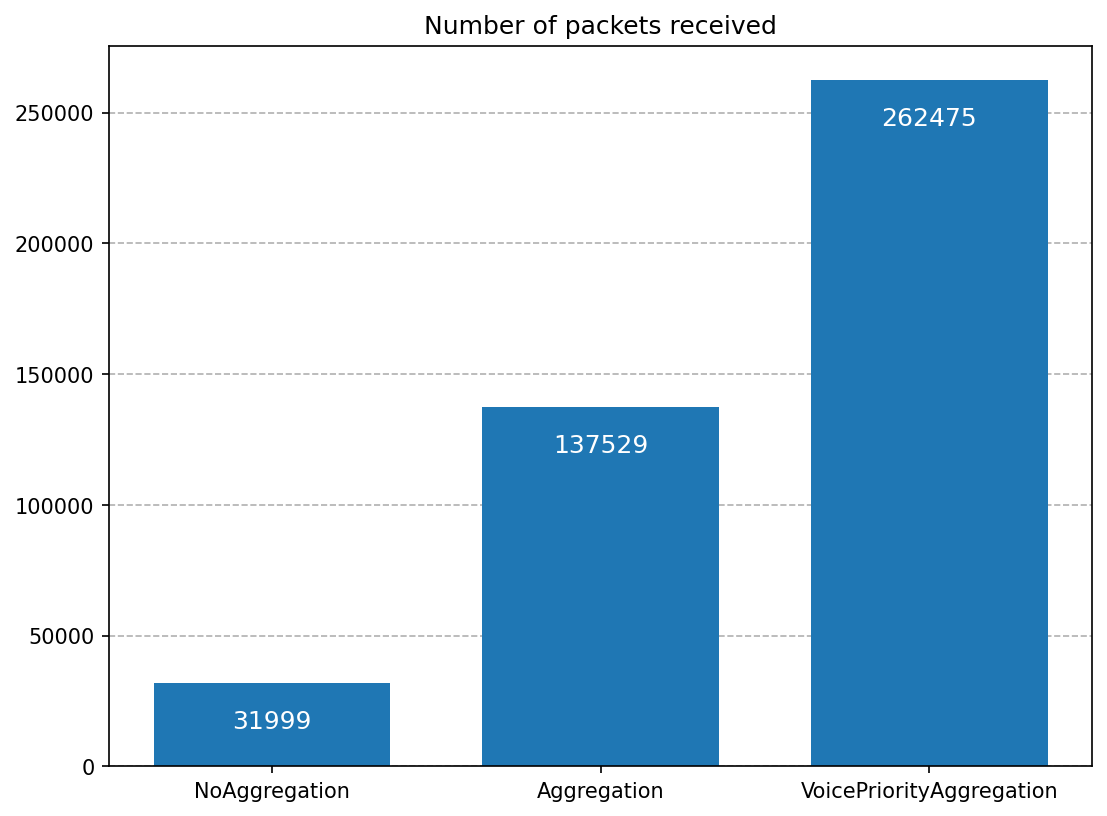 Number of packets received
250000
200000
150000
100000
50000
0
262475
137529
31999
NoAggregation
Aggregation
VoicePriorityAggregation